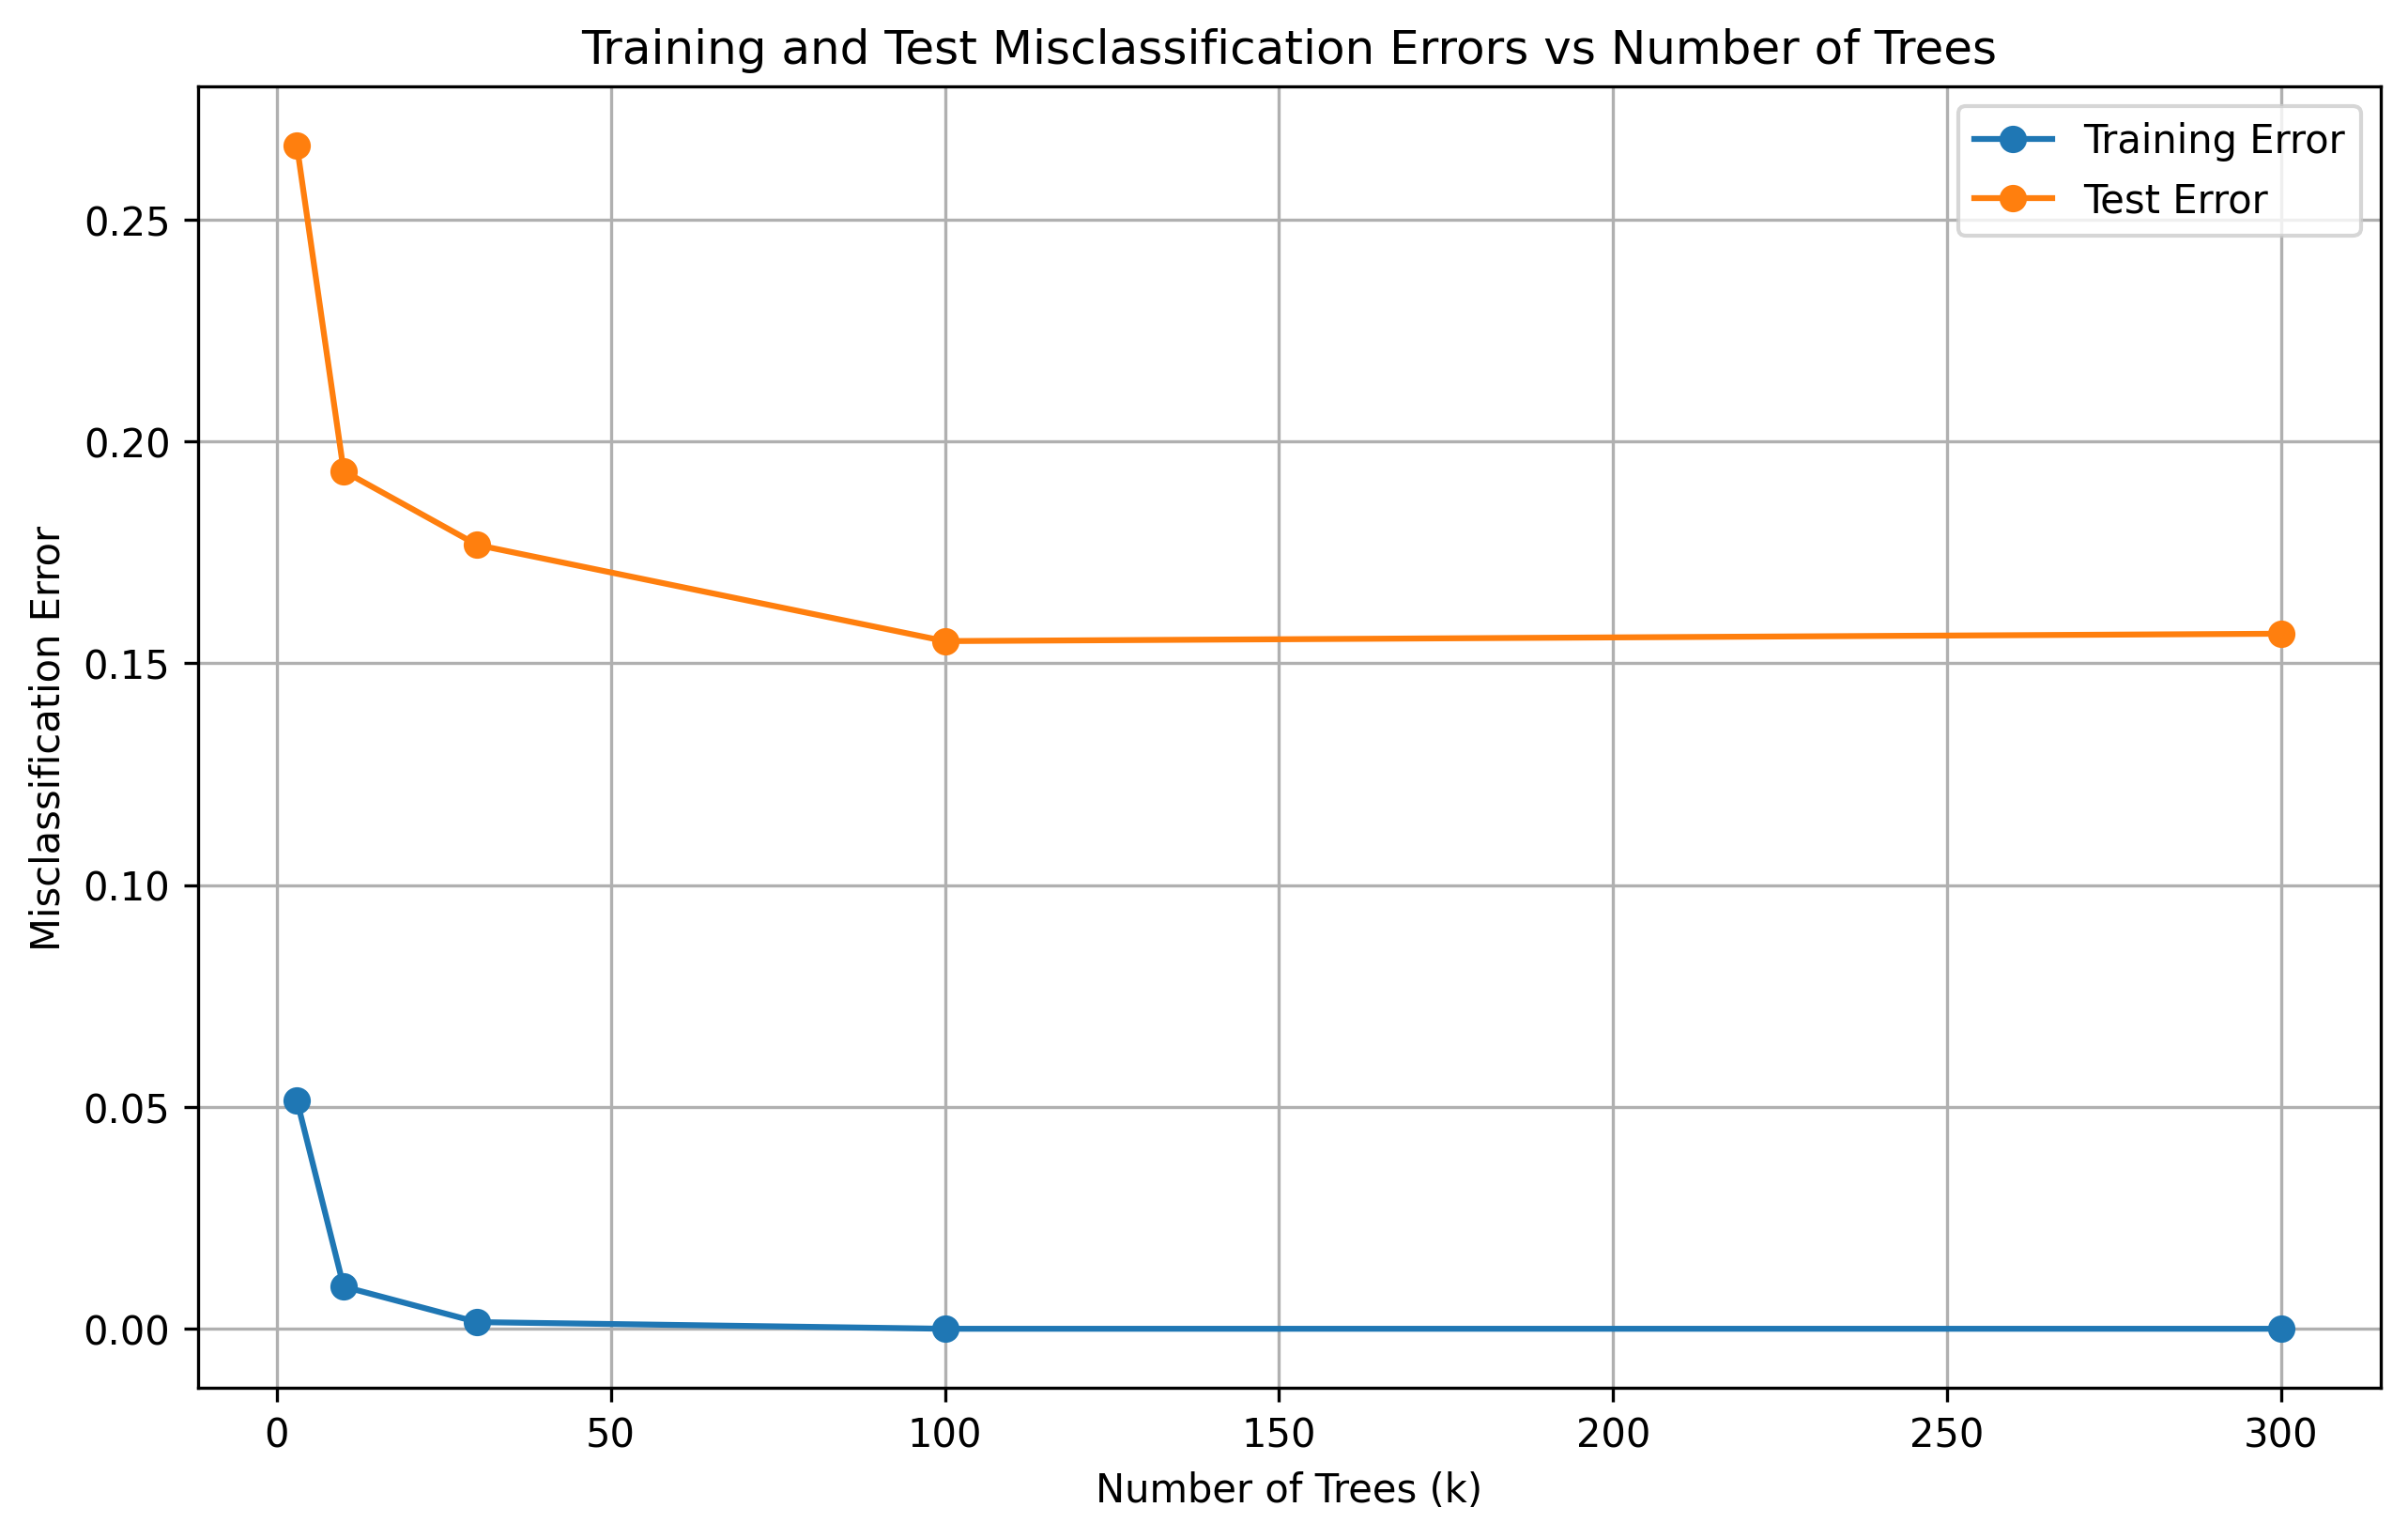 Training and Test Misclassification Errors vs Number of Trees
Training Error
Test Error
0.25
0.20
0.15
0.10
0.05
0.00
Misclassification Error
0 50 100 150 200 250 300
Number of Trees (k)